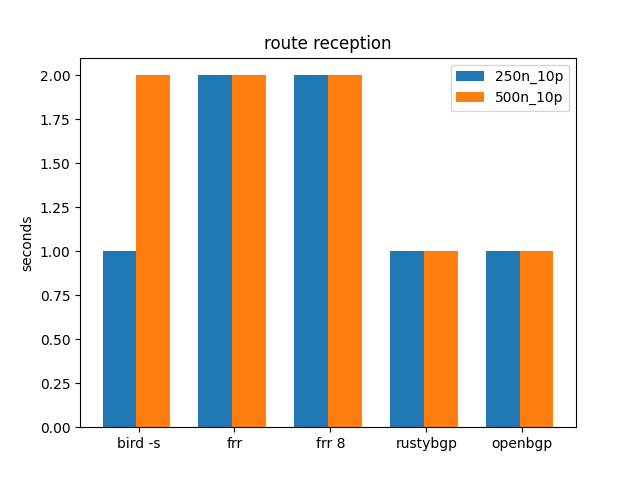 route reception
250n_10p
500n_10p
seconds
2.00
1.75
1.50
1.25
1.00
0.75
0.50
0.25
0.00
bird -s frr frr 8 rustybgp openbgp